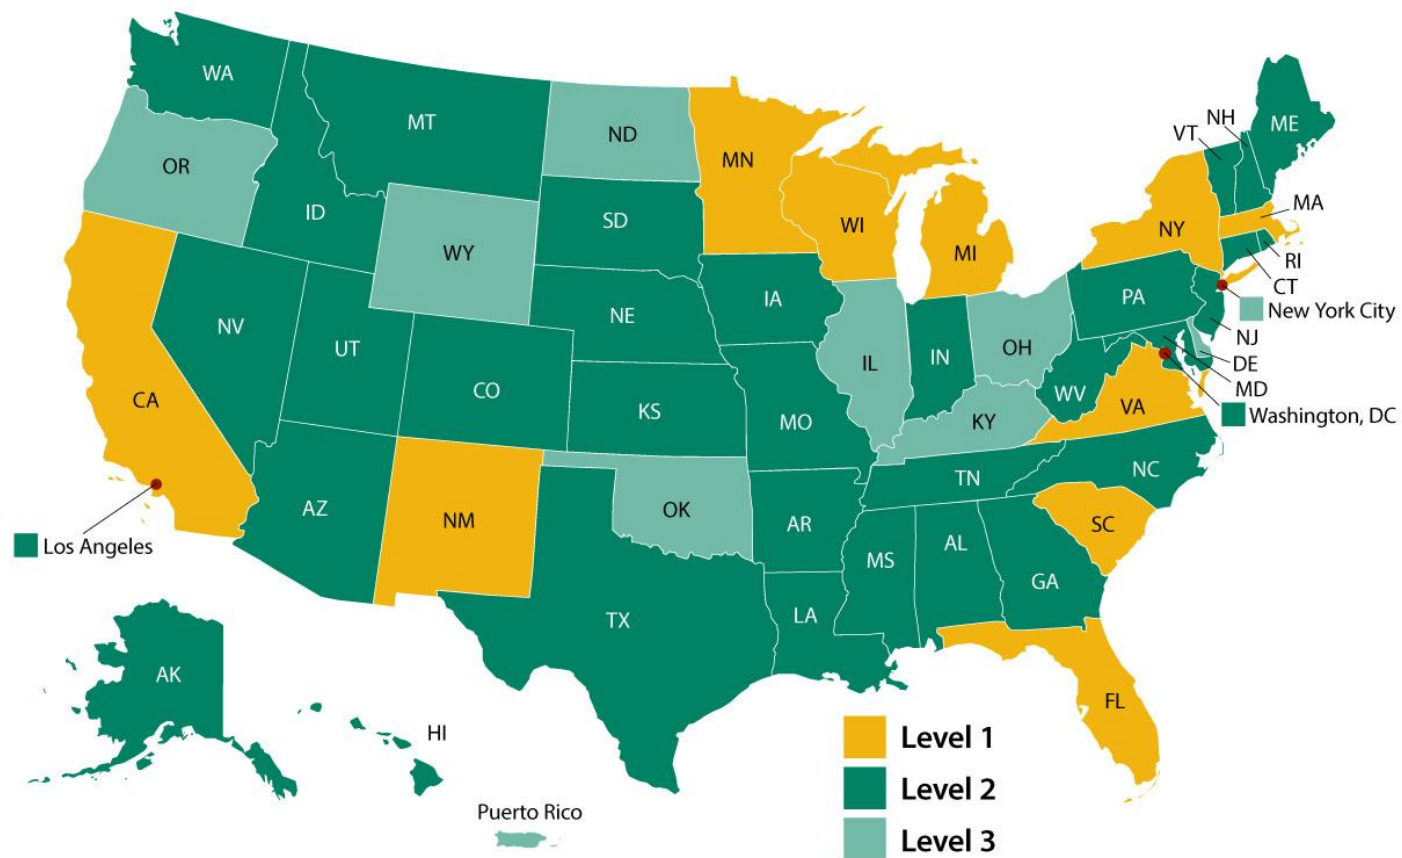 WA
MT
ND
MN
VT
NH
ME
OR
ID
SD
WI
MI
NY
MA
WY
RI
CT
NE
IA
PA
New York City
NV
UT
IL
IN
OH
NJ
DE
MD
CA
CO
KS
MO
WV
VA
Washington, DC
KY
NC
TN
AZ
NM
OK
AR
SC
Los Angeles
MS
AL
GA
TX
LA
AK
FL
HI
Level 1
Level 2
Puerto Rico
Level 3